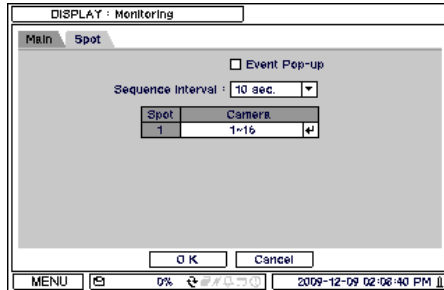 DISPLAY : Monitoring
Main Spot
Event Pop-up
Sequence Interval : 10 sec.
Spot Camera
1 1~16
OK Cancel
MENU 0% 2009-12-09 02:08:40 PM